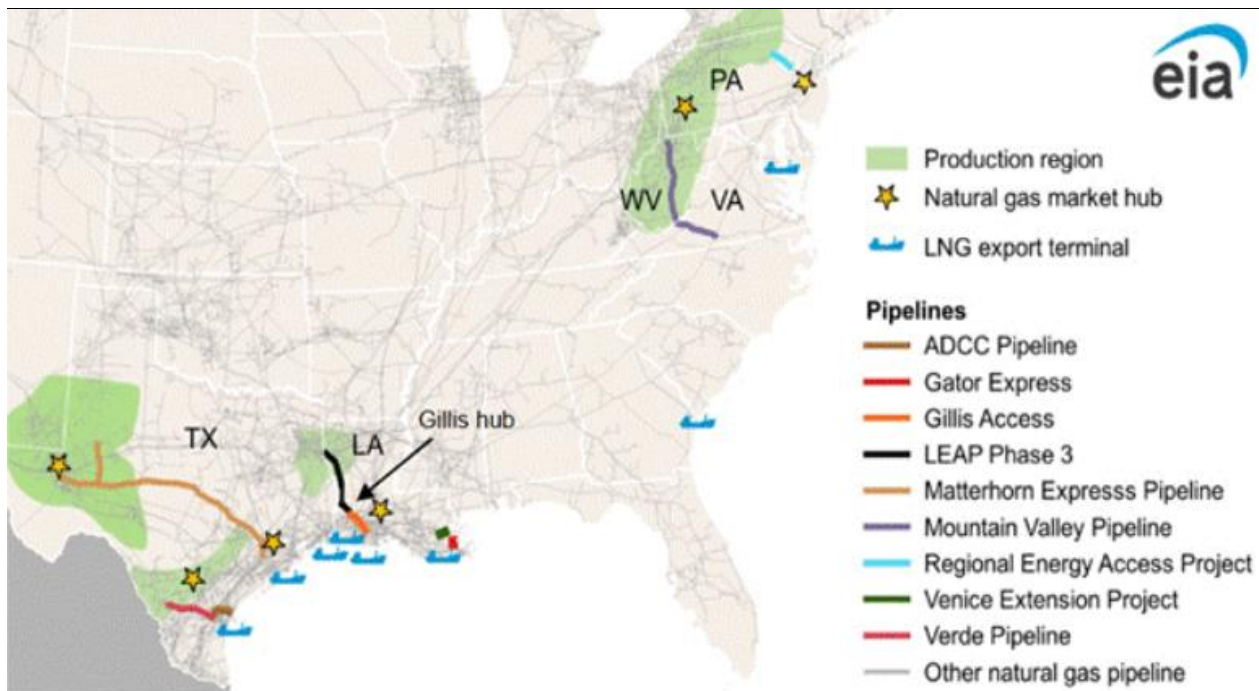 PA
WV
VA
TX
LA
Gillis hub
eia
Production region
Natural gas market hub
LNG export terminal
Pipelines
ADCC Pipeline
Gator Express
Gillis Access
LEAP Phase 3
Matterhorn Expresss Pipeline
Mountain Valley Pipeline
Regional Energy Access Project
Venice Extension Project
Verde Pipeline
Other natural gas pipeline